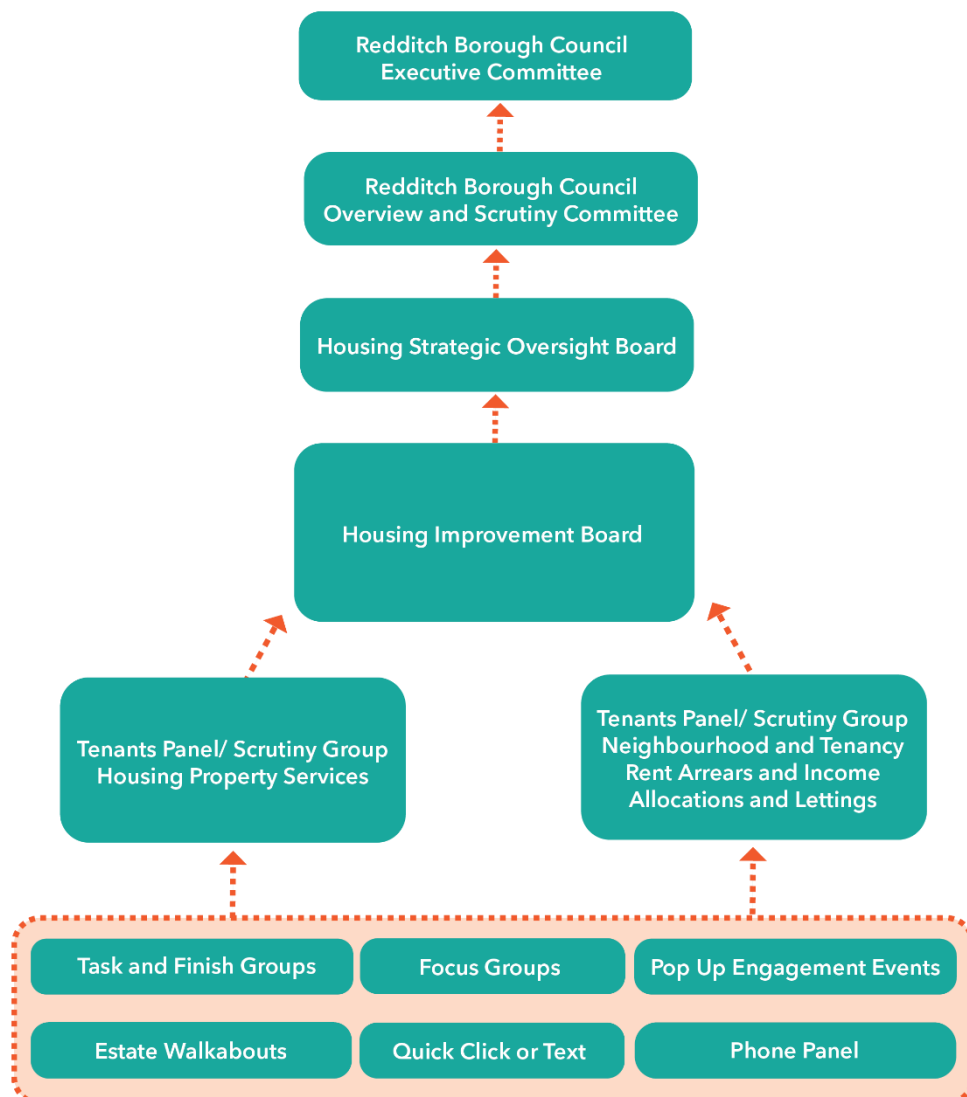 Redditch Borough Council
Executive Committee
Redditch Borough Council
Overview and Scrutiny Committee
Housing Strategic Oversight Board
Housing Improvement Board
Tenants Panel/ Scrutiny Group
Housing Property Services
Tenants Panel/ Scrutiny Group
Neighbourhood and Tenancy
Rent Arrears and Income
Allocations and Lettings
Task and Finish Groups
Focus Groups
Pop Up Engagement Events
Estate Walkabouts
Quick Click or Text
Phone Panel